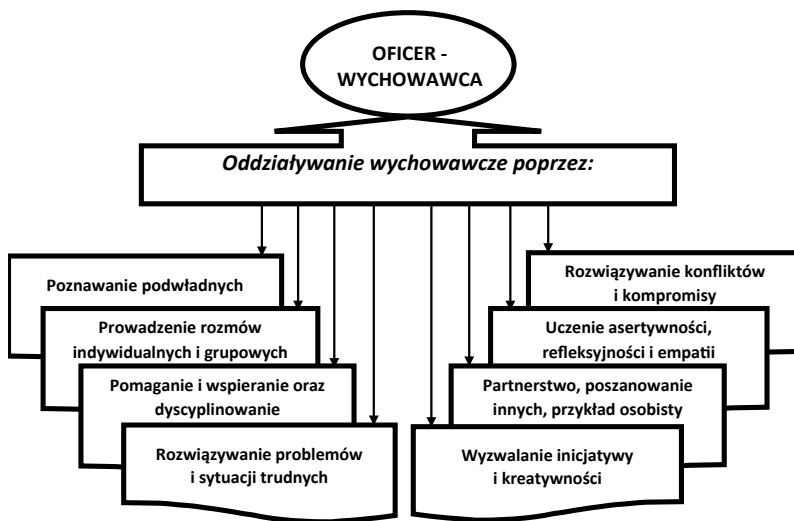 OFICER -
WYCHOWAWCA
Oddziaływanie wychowawcze poprzez:
Poznawanie podwładnych
Prowadzenie rozmów
indywidualnych i grupowych
Pomaganie i wspieranie oraz
dyscyplinowanie
Rozwiązywanie problemów
i sytuacji trudnych
Rozwiązywanie konfliktów
i kompromisy
Uczenie asertywności,
refleksyjności i empatii
Partnerstwo, poszanowanie
innych, przykład osobisty
Wyzwalanie inicjatywy
i kreatywności